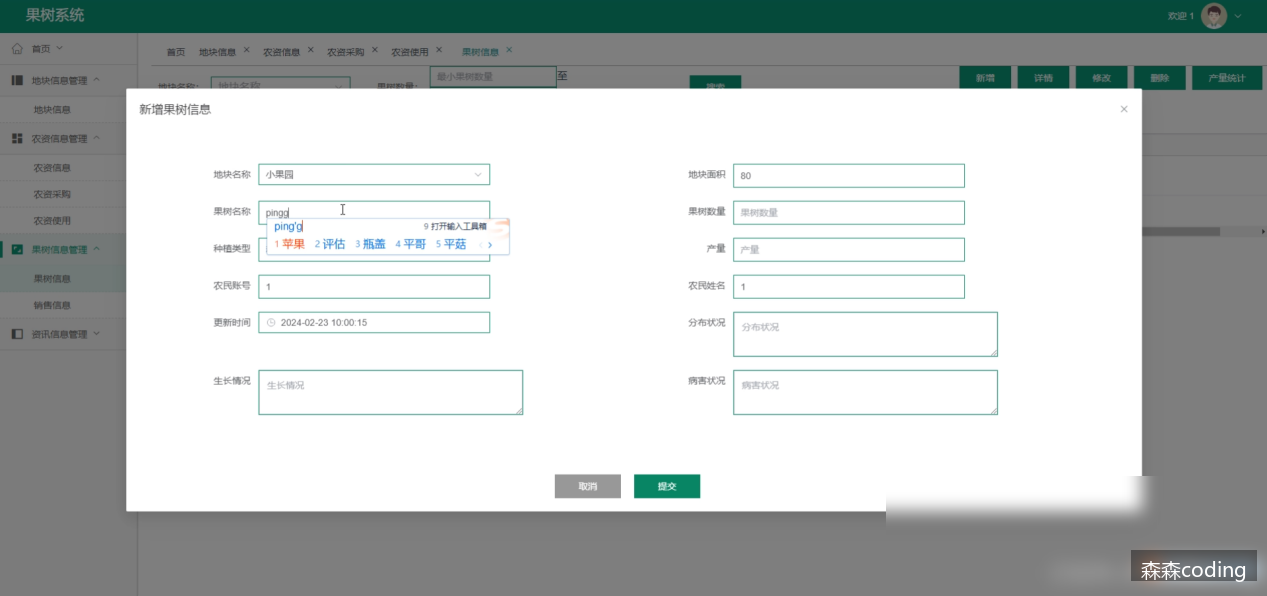 果树系统
欢迎 1
首页
首页 地块信息 农资信息 农资采购 农资使用 果树信息
地块信息管理
地块名称: 地块名称 果树数量: 最小果树数量 至 搜索
新增 详情 修改 删除 产量统计
地块信息
农资信息管理
农资信息
农资采购
农资使用
果树信息管理
果树信息
销售信息
资讯信息管理
新增果树信息 ×
地块名称 小果园 地块面积 80
果树名称 pingg 果树数量 果树数量
ping'g 9 打开输入工具箱
1 苹果 2 评估 3 瓶盖 4 平哥 5 平菇
种植类型 产量 产量
农民账号 1 农民姓名 1
更新时间 2024-02-23 10:00:15 分布状况 分布状况
生长情况 生长情况 病害状况 病害状况
取消 提交
森森coding